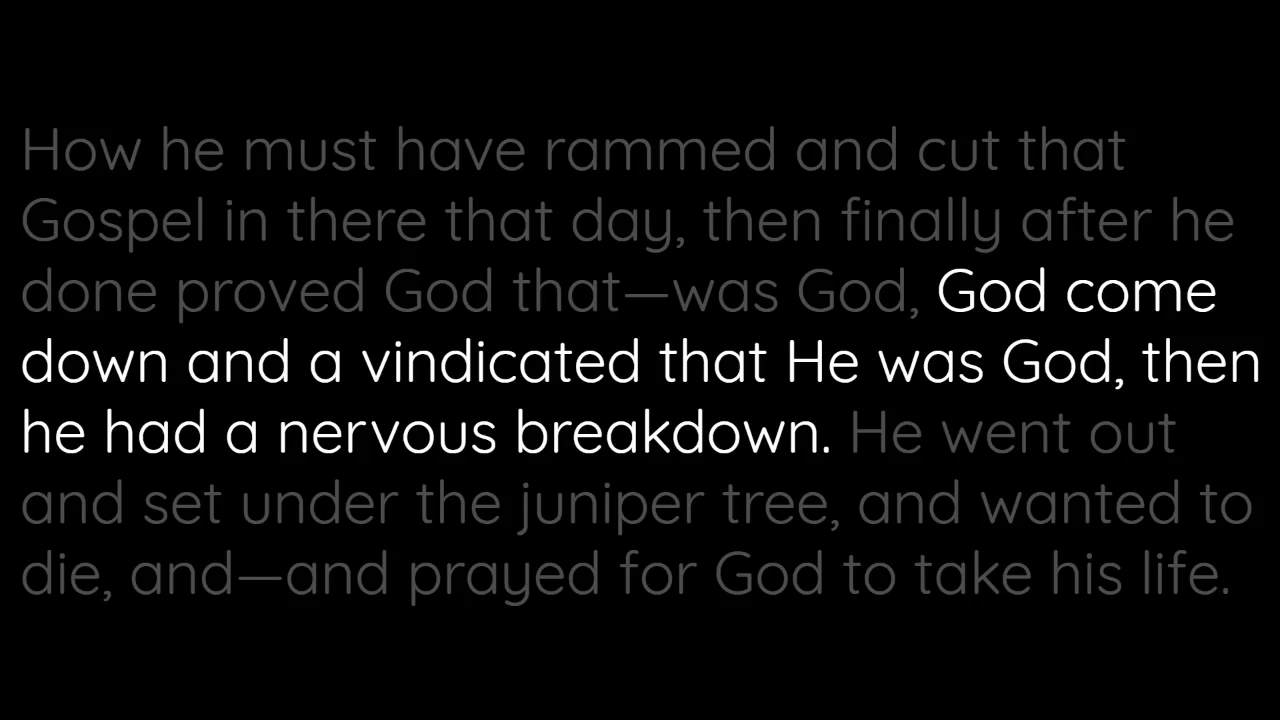 How he must have rammed and cut that
Gospel in there that day, then finally after he
done proved God that—was God, God come
down and a vindicated that He was God, then
he had a nervous breakdown. He went out
and set under the juniper tree, and wanted to
die, and—and prayed for God to take his life.